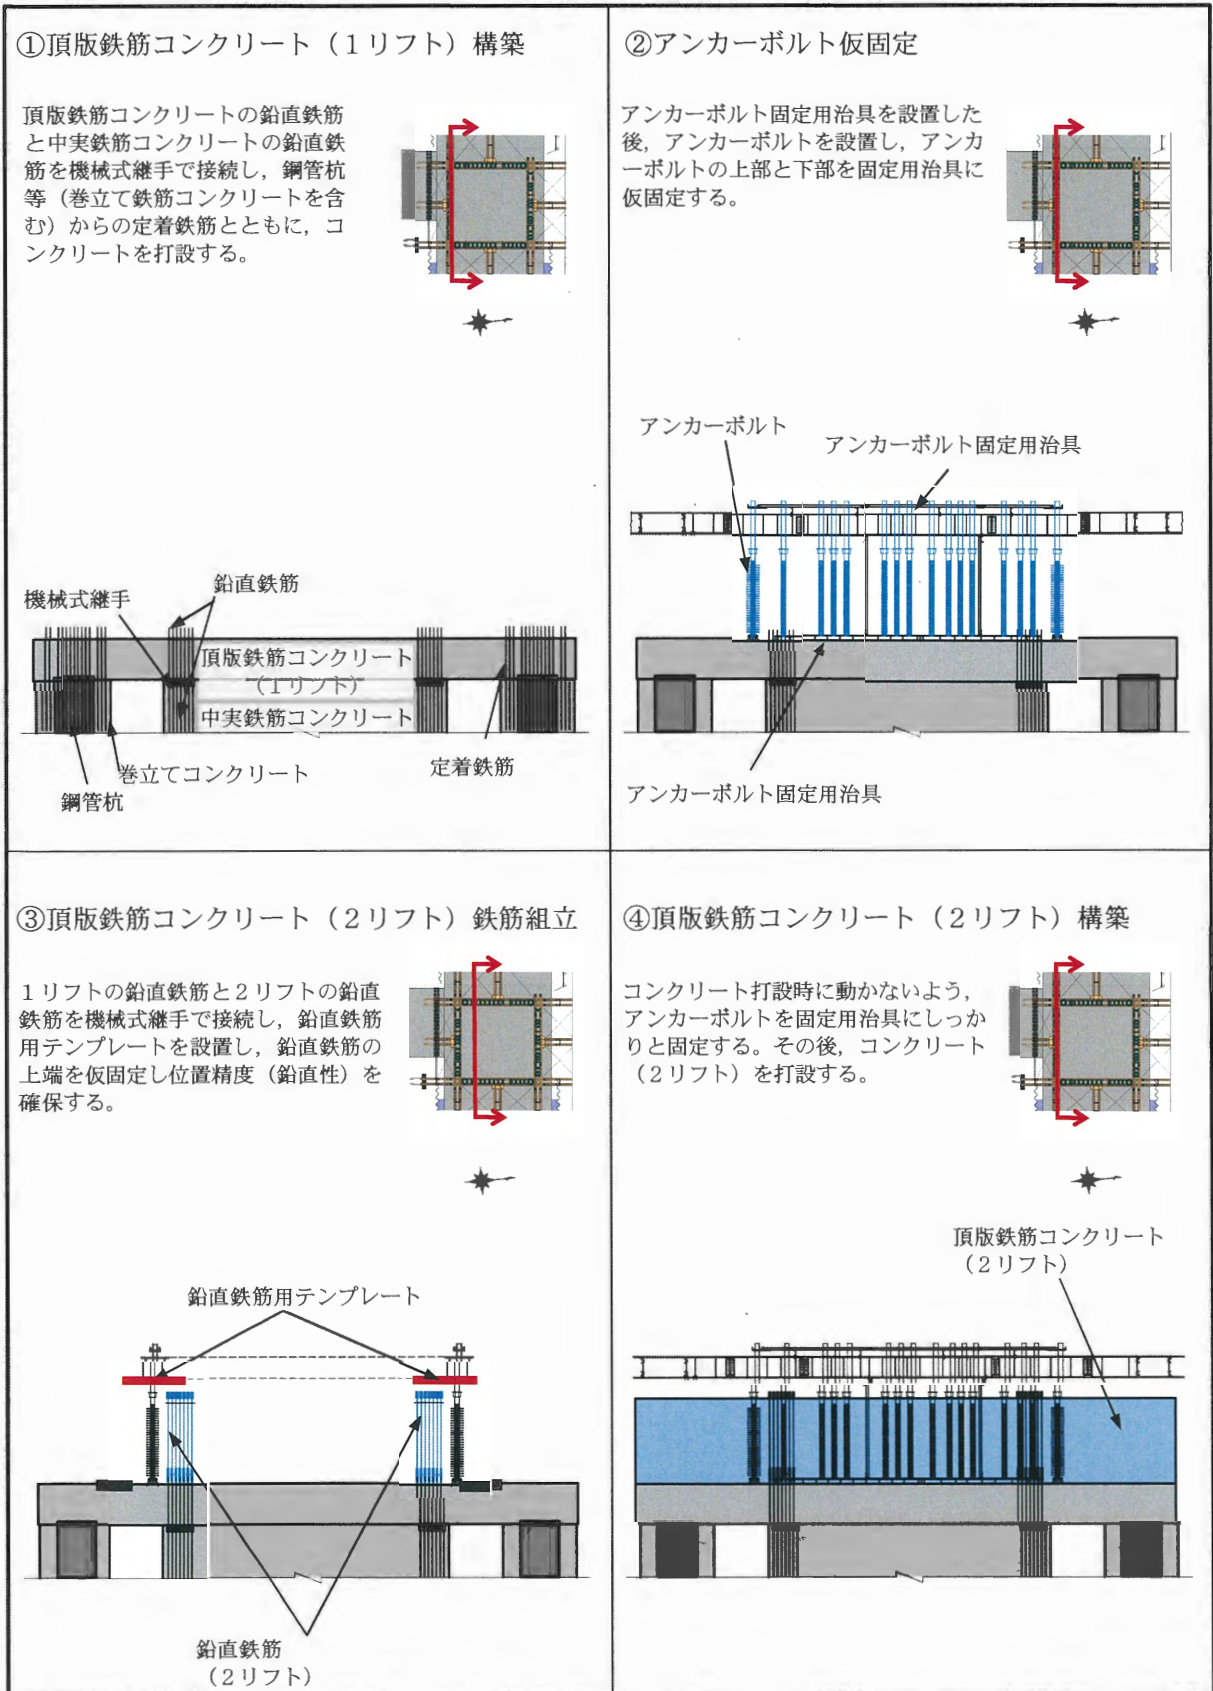 ①頂版鉄筋コンクリート（１リフト）構築
頂版鉄筋コンクリートの鉛直鉄筋
と中実鉄筋コンクリートの鉛直鉄
筋を機械式継手で接続し，鋼管杭
等（巻立て鉄筋コンクリートを含
む）からの定着鉄筋とともに，コ
ンクリートを打設する。
機械式継手
鉛直鉄筋
頂版鉄筋コンクリート
（１リフト）
中実鉄筋コンクリート
巻立てコンクリート
定着鉄筋
鋼管杭
②アンカーボルト仮固定
アンカーボルト固定用治具を設置した
後，アンカーボルトを設置し，アンカ
ーボルトの上部と下部を固定用治具に
仮固定する。
アンカーボルト
アンカーボルト固定用治具
アンカーボルト固定用治具
③頂版鉄筋コンクリート（２リフト）鉄筋組立
１リフトの鉛直鉄筋と２リフトの鉛直
鉄筋を機械式継手で接続し，鉛直鉄筋
用テンプレートを設置し，鉛直鉄筋の
上端を仮固定し位置精度（鉛直性）を
確保する。
鉛直鉄筋用テンプレート
鉛直鉄筋
（２リフト）
④頂版鉄筋コンクリート（２リフト）構築
コンクリート打設時に動かないよう，
アンカーボルトを固定用治具にしっか
りと固定する。その後，コンクリート
（２リフト）を打設する。
頂版鉄筋コンクリート
（２リフト）